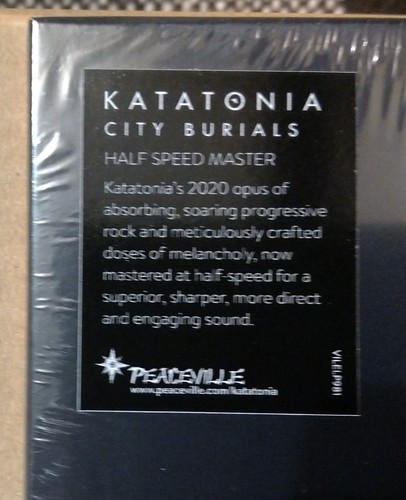 KATATONIA
CITY BURIALS
HALF SPEED MASTER
Katatonia's 2020 opus of
absorbing, soaring progressive
rock and meticulously crafted
doses of melancholy, now
mastered at half-speed for a
superior, sharper, more direct
and engaging sound.
PEACEVILLE
www.peaceville.com/katatonia
VILELP981